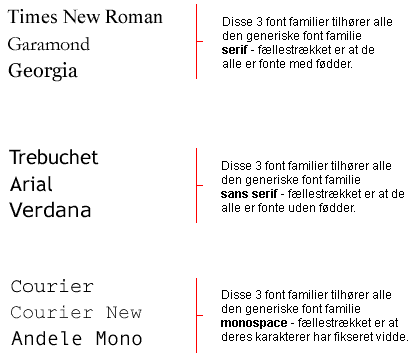 Times New Roman
Garamond
Georgia
Disse 3 font familier tilhører alle
den generiske font familie
serif - fællestrækket er at de
alle er fonte med fødder.
Trebuchet
Arial
Verdana
Disse 3 font familier tilhører alle
den generiske font familie
sans serif - fællestrækket er at de
alle er fonte uden fødder.
Courier
Courier New
Andele Mono
Disse 3 font familier tilhører alle
den generiske font familie
monospace - fællestrækket er at
deres karakterer har fikseret vidde.